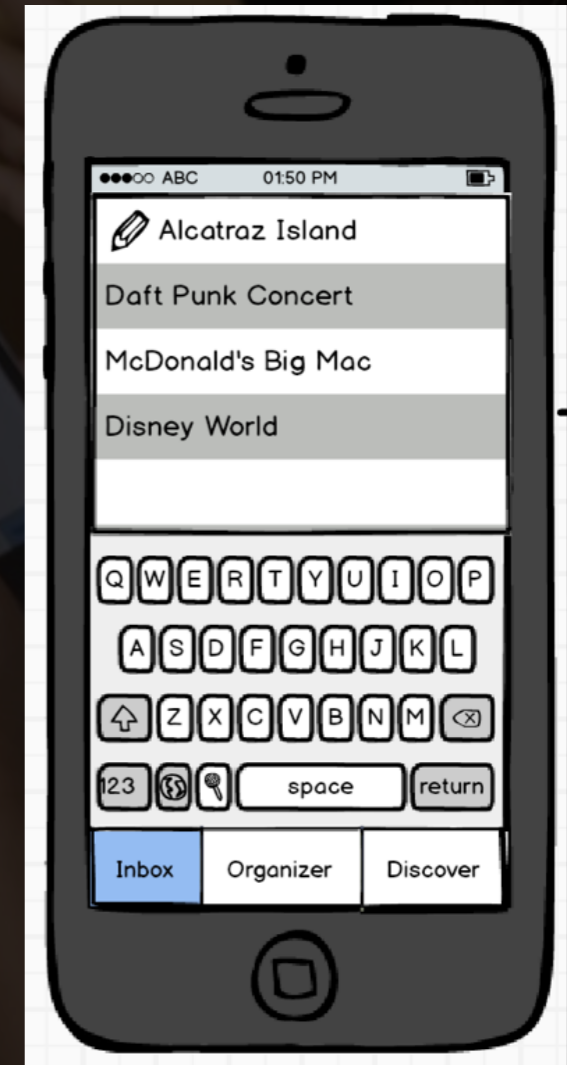 ABC 01:50 PM
Alcatraz Island
Daft Punk Concert
McDonald's Big Mac
Disney World
Q W E R T Y U I O P
A S D F G H J K L
Z X C V B N M
123 space return
Inbox Organizer Discover